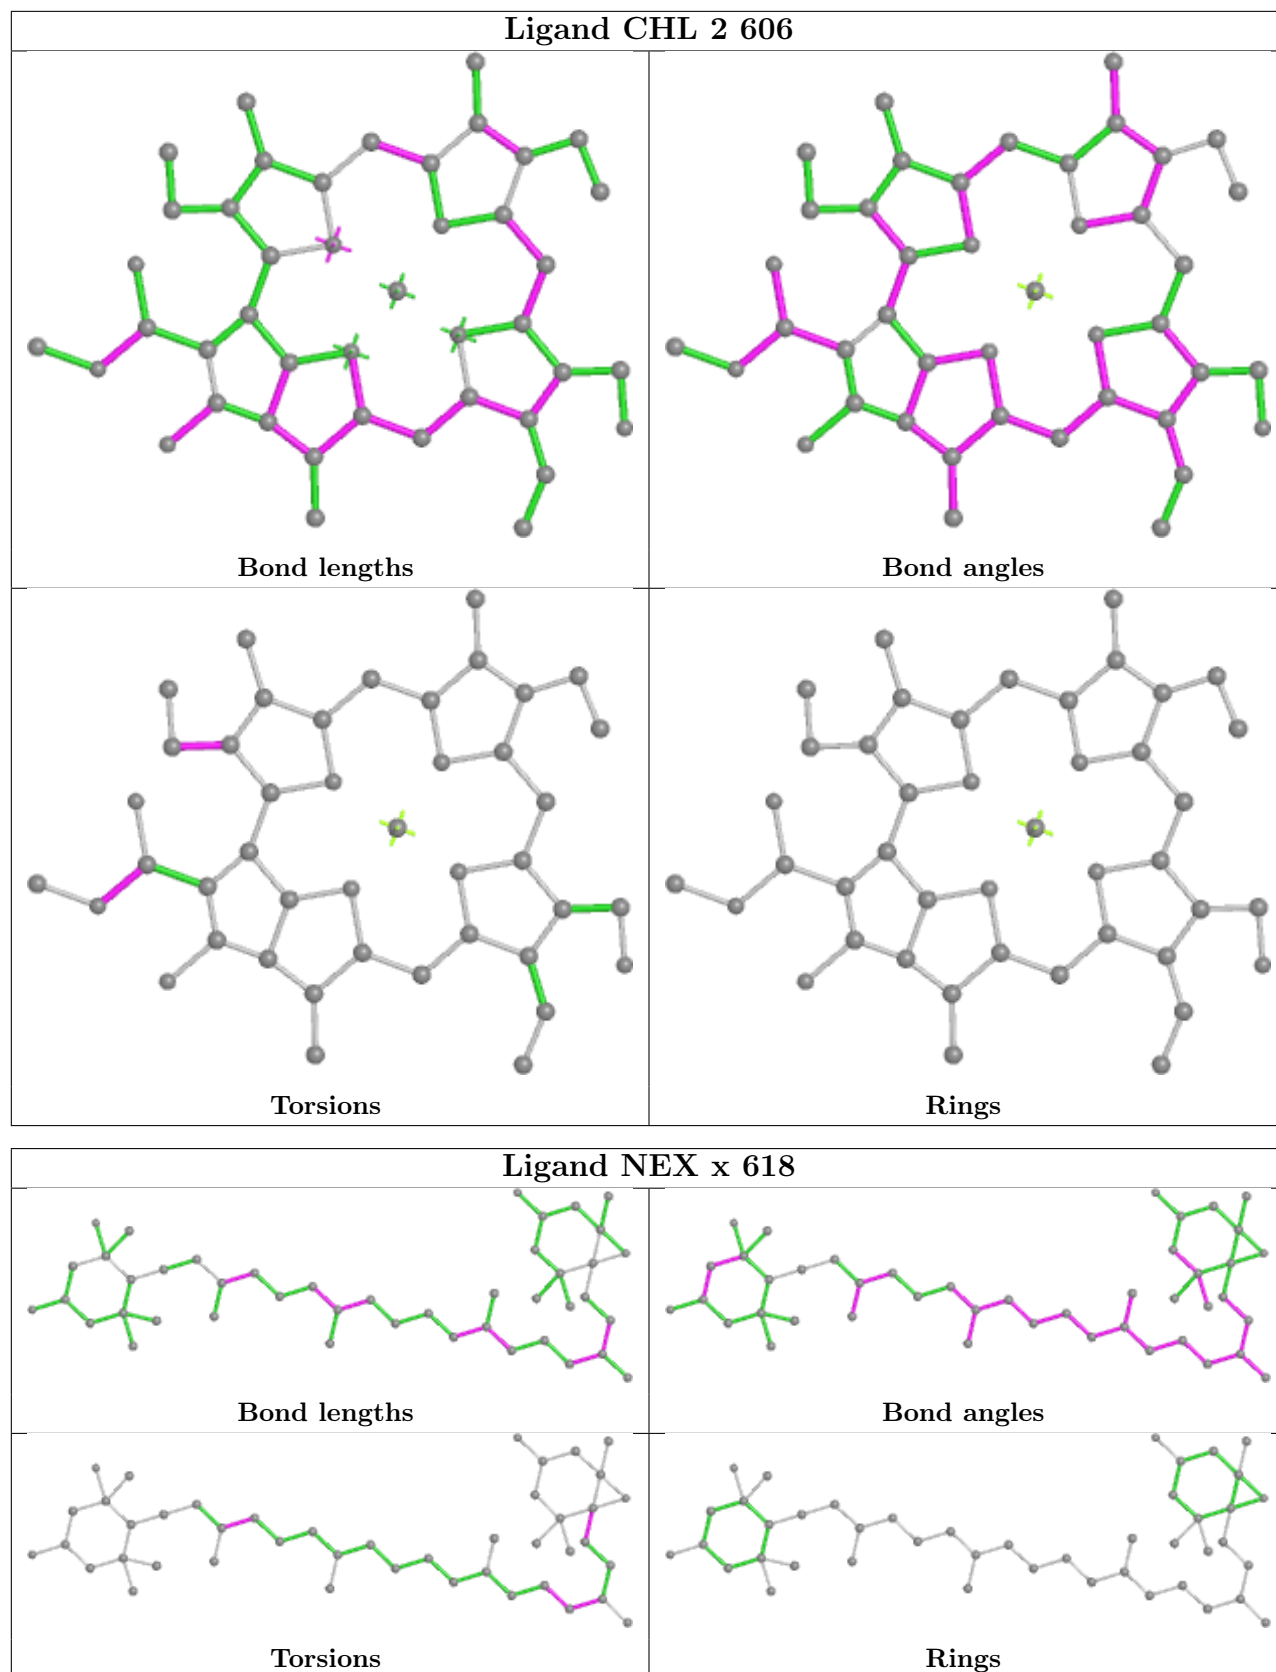 Ligand CHL 2 606
Bond lengths
Bond angles
Torsions
Rings
Ligand NEX x 618
Bond lengths
Bond angles
Torsions
Rings